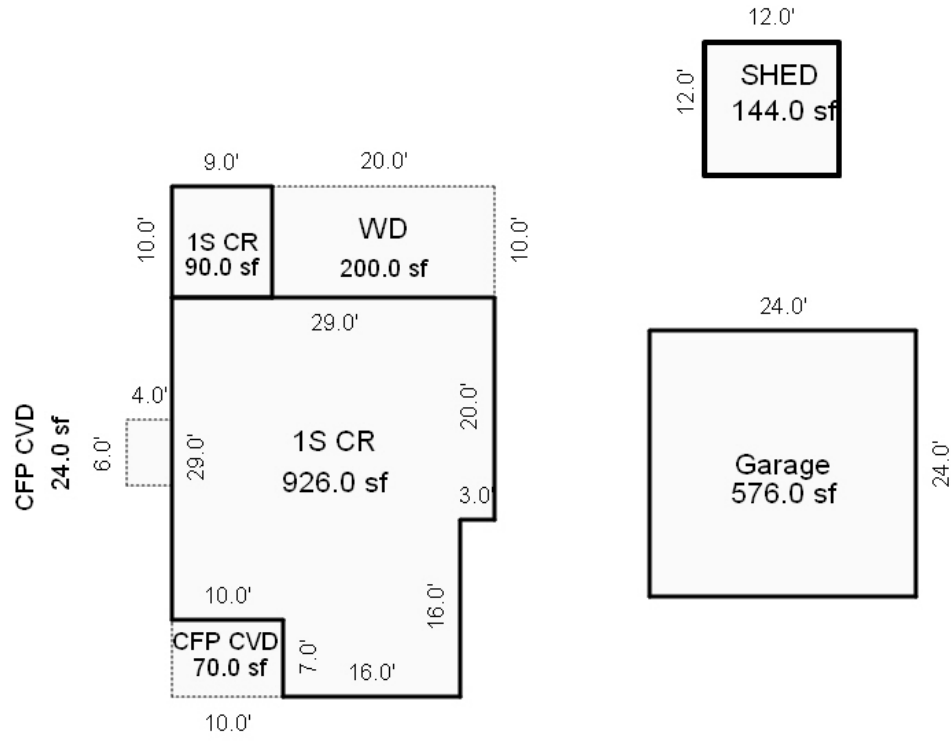 12.0'
12.0'
SHED
144.0 sf
9.0'
20.0'
10.0'
1S CR
90.0 sf
WD
200.0 sf
10.0'
29.0'
24.0'
CFP CVD
24.0 sf
4.0'
6.0'
29.0'
20.0'
1S CR
926.0 sf
3.0'
Garage
576.0 sf
24.0'
10.0'
16.0'
CFP CVD
70.0 sf
7.0'
16.0'
10.0'